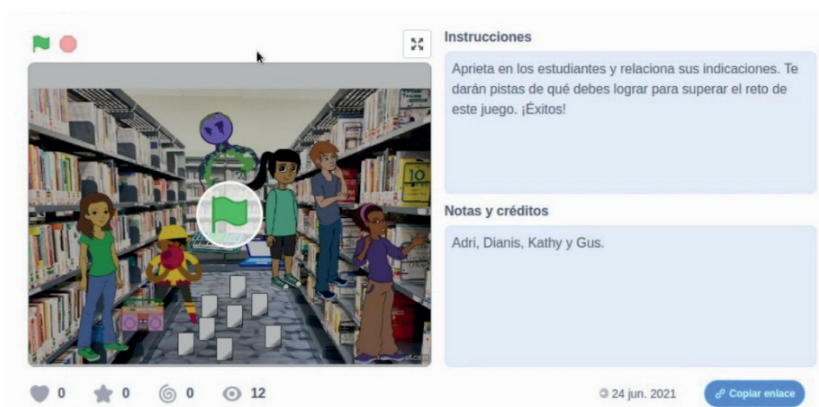 Instrucciones
Aprieta en los estudiantes y relaciona sus indicaciones. Te
darán pistas de qué debes lograr para superar el reto de
este juego. ¡Éxitos!
10
Notas y créditos
Adri, Dianis, Kathy y Gus.
0
0
0
12
24 jun. 2021
Copiar enlace